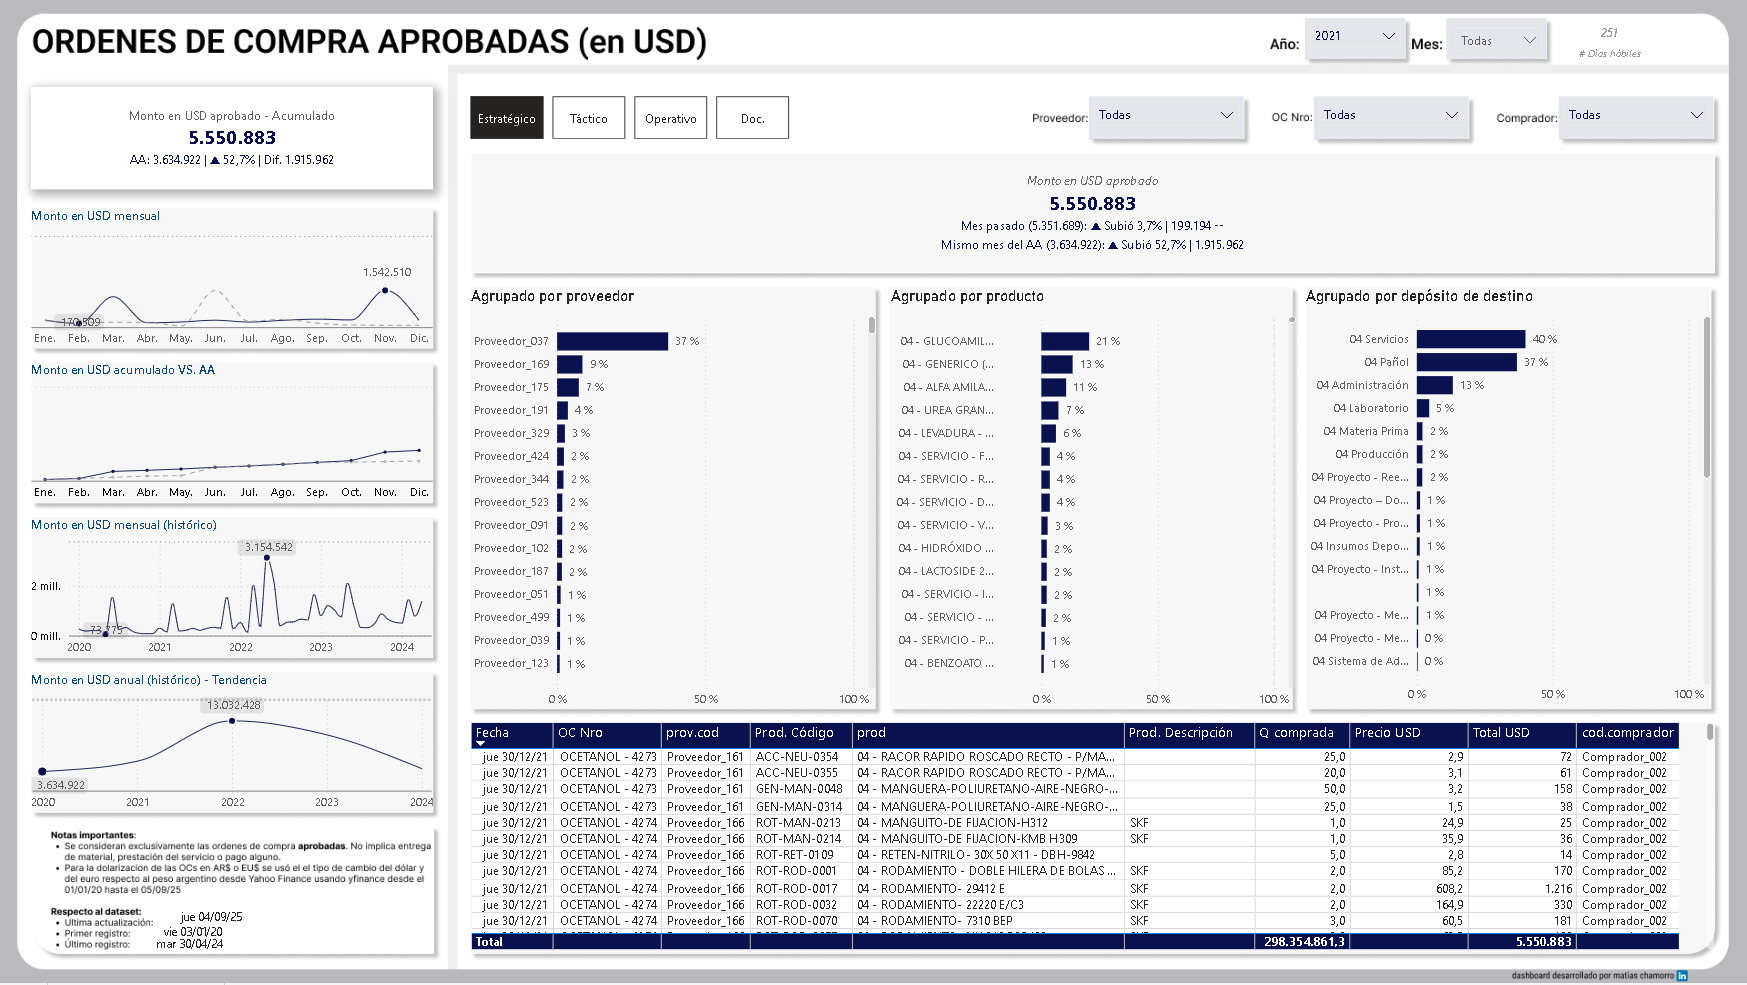 ORDENES DE COMPRA APROBADAS (en USD)
Año: 2021 Mes: Todas
251
# Días hábiles
Monto en USD aprobado - Acumulado
5.550.883
AA: 3.634.922 | ▲ 52,7% | Dif. 1.915.962
Monto en USD mensual
1.542.510
170.509
Ene. Feb. Mar. Abr. May. Jun. Jul. Ago. Sep. Oct. Nov. Dic.
Monto en USD acumulado VS. AA
Ene. Feb. Mar. Abr. May. Jun. Jul. Ago. Sep. Oct. Nov. Dic.
Monto en USD mensual (histórico)
3.154.542
2 mill.
73.775
0 mill.
2020 2021 2022 2023 2024
Monto en USD anual (histórico) - Tendencia
13.032.428
3.634.922
2020 2021 2022 2023 2024
Notas importantes:
• Se consideran exclusivamente las ordenes de compra aprobadas. No implica entrega
de material, prestación del servicio o pago alguno.
• Para la dolarizacion de las OCs en AR$ o EU$ se usó el tipo de cambio del dólar y
del euro respecto al peso argentino desde Yahoo Finance usando yfinance desde el
01/01/20 hasta el 05/09/25
Respecto al dataset:
• Ultima actualización: jue 04/09/25
• Primer registro: vie 03/01/20
• Último registro: mar 30/04/24
Estratégico Táctico Operativo Doc.
Proveedor: Todas OC Nro: Todas Comprador: Todas
Monto en USD aprobado
5.550.883
Mes pasado (5.351.689): ▲ Subió 3,7% | 199.194 --
Mismo mes del AA (3.634.922): ▲ Subió 52,7% | 1.915.962
Agrupado por proveedor
Proveedor_037 37 %
Proveedor_169 9 %
Proveedor_175 7 %
Proveedor_191 4 %
Proveedor_329 3 %
Proveedor_424 2 %
Proveedor_344 2 %
Proveedor_523 2 %
Proveedor_091 2 %
Proveedor_102 2 %
Proveedor_187 2 %
Proveedor_051 1 %
Proveedor_499 1 %
Proveedor_039 1 %
Proveedor_123 1 %
0 % 50 % 100 %
Agrupado por producto
04 - GLUCOAMIL... 21 %
04 - GENERICO (... 13 %
04 - ALFA AMILA... 11 %
04 - UREA GRAN... 7 %
04 - LEVADURA - ... 6 %
04 - SERVICIO - F... 4 %
04 - SERVICIO - R... 4 %
04 - SERVICIO - D... 4 %
04 - SERVICIO - V... 3 %
04 - HIDRÓXIDO ... 2 %
04 - LACTOSIDE 2... 2 %
04 - SERVICIO - I... 2 %
04 - SERVICIO - ... 2 %
04 - SERVICIO - P... 1 %
04 - BENZOATO ... 1 %
0 % 50 % 100 %
Agrupado por depósito de destino
04 Servicios 40 %
04 Pañol 37 %
04 Administración 13 %
04 Laboratorio 5 %
04 Materia Prima 2 %
04 Producción 2 %
04 Proyecto - Ree... 2 %
04 Proyecto – Do... 1 %
04 Proyecto - Pro... 1 %
04 Insumos Depo... 1 %
04 Proyecto - Inst... 1 %
1 %
04 Proyecto - Me... 1 %
04 Proyecto - Me... 0 %
04 Sistema de Ad... 0 %
0 % 50 % 100 %
Fecha OC Nro prov.cod Prod. Código prod Prod. Descripción Q comprada Precio USD Total USD cod.comprador
jue 30/12/21 OCETANOL - 4273 Proveedor_161 ACC-NEU-0354 04 - RACOR RAPIDO ROSCADO RECTO - P/MA... 25,0 2,9 72 Comprador_002
jue 30/12/21 OCETANOL - 4273 Proveedor_161 ACC-NEU-0355 04 - RACOR RAPIDO ROSCADO RECTO - P/MA... 20,0 3,1 61 Comprador_002
jue 30/12/21 OCETANOL - 4273 Proveedor_161 GEN-MAN-0048 04 - MANGUERA-POLIURETANO-AIRE-NEGRO-... 50,0 3,2 158 Comprador_002
jue 30/12/21 OCETANOL - 4273 Proveedor_161 GEN-MAN-0314 04 - MANGUERA-POLIURETANO-AIRE-NEGRO-... 25,0 1,5 38 Comprador_002
jue 30/12/21 OCETANOL - 4274 Proveedor_166 ROT-MAN-0213 04 - MANGUITO-DE FIJACION-H312 SKF 1,0 24,9 25 Comprador_002
jue 30/12/21 OCETANOL - 4274 Proveedor_166 ROT-MAN-0214 04 - MANGUITO-DE FIJACION-KMB H309 SKF 1,0 35,9 36 Comprador_002
jue 30/12/21 OCETANOL - 4274 Proveedor_166 ROT-RET-0109 04 - RETEN-NITRILO- 30X 50 X11 - DBH-9842 5,0 2,8 14 Comprador_002
jue 30/12/21 OCETANOL - 4274 Proveedor_166 ROT-ROD-0001 04 - RODAMIENTO - DOBLE HILERA DE BOLAS ... SKF 2,0 85,2 170 Comprador_002
jue 30/12/21 OCETANOL - 4274 Proveedor_166 ROT-ROD-0017 04 - RODAMIENTO- 29412 E SKF 2,0 608,2 1.216 Comprador_002
jue 30/12/21 OCETANOL - 4274 Proveedor_166 ROT-ROD-0032 04 - RODAMIENTO- 22220 E/C3 SKF 2,0 164,9 330 Comprador_002
jue 30/12/21 OCETANOL - 4274 Proveedor_166 ROT-ROD-0070 04 - RODAMIENTO- 7310 BEP SKF 3,0 60,5 181 Comprador_002
Total 298.354.861,3 5.550.883
dashboard desarrollado por matias chamorro in